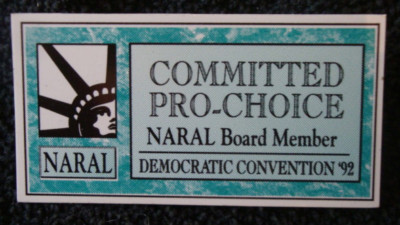 COMMITTED
PRO-CHOICE
NARAL Board Member
NARAL
DEMOCRATIC CONVENTION '92